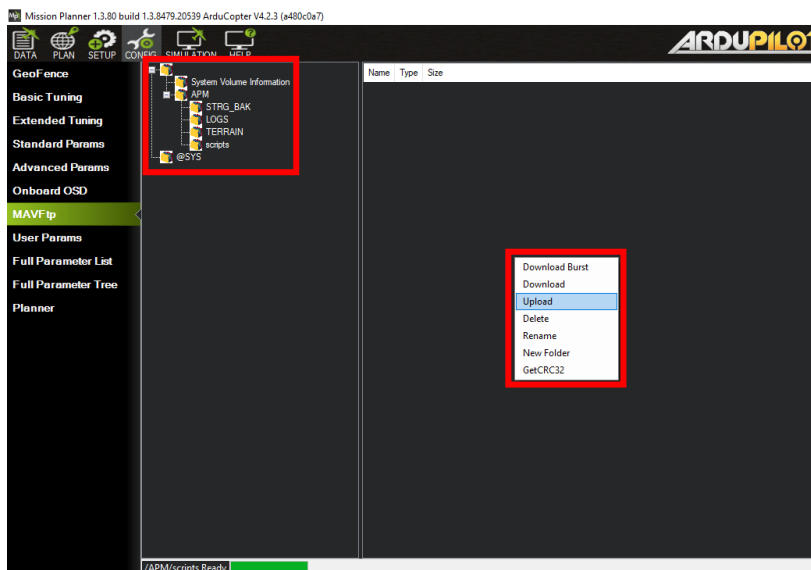 Mission Planner 1.3.80 build 1.3.8479.20539 ArduCopter V4.2.3 (a480c0a7)
DATA PLAN SETUP CONFIG SIMULATION HELP
ARDUPILOT
GeoFence
Basic Tuning
Extended Tuning
Standard Params
Advanced Params
Onboard OSD
MAVFtp
User Params
Full Parameter List
Full Parameter Tree
Planner
System Volume Information
APM
STRG_BAK
LOGS
TERRAIN
scripts
@SYS
Name Type Size
Download Burst
Download
Upload
Delete
Rename
New Folder
GetCRC32
/APM/scripts Ready